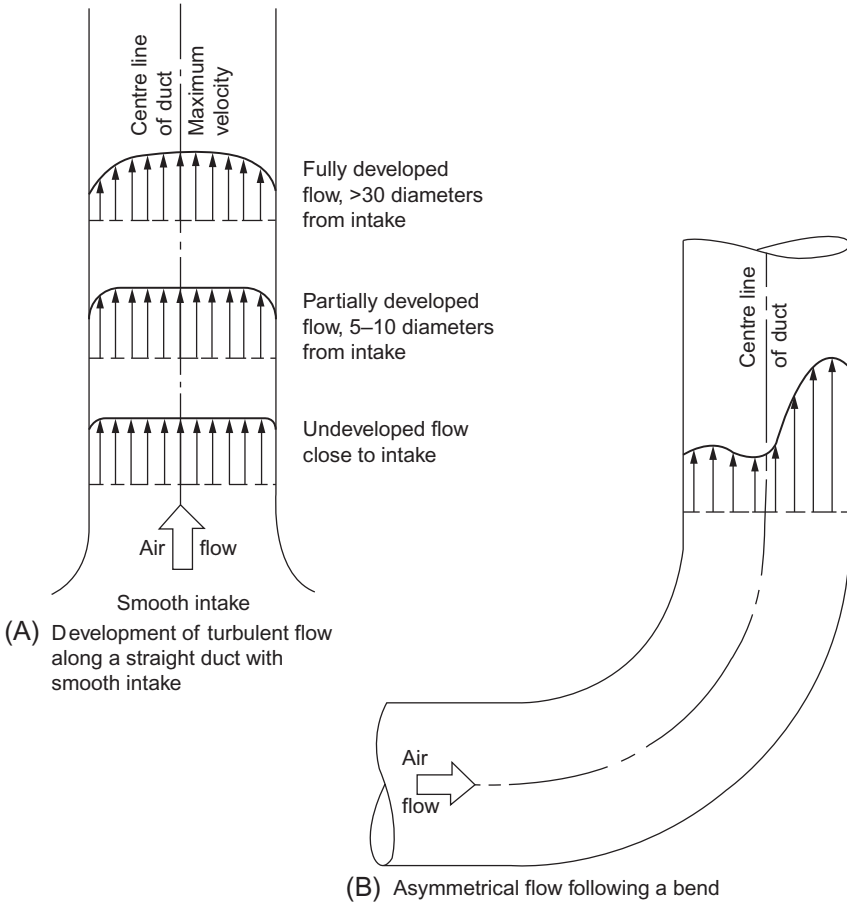 Centre line
of duct
Maximum
velocity
Fully developed
flow, >30 diameters
from intake
Partially developed
flow, 5–10 diameters
from intake
Undeveloped flow
close to intake
Air flow
Smooth intake
(A) Development of turbulent flow
along a straight duct with
smooth intake
Centre line
of duct
Air
flow
(B) Asymmetrical flow following a bend